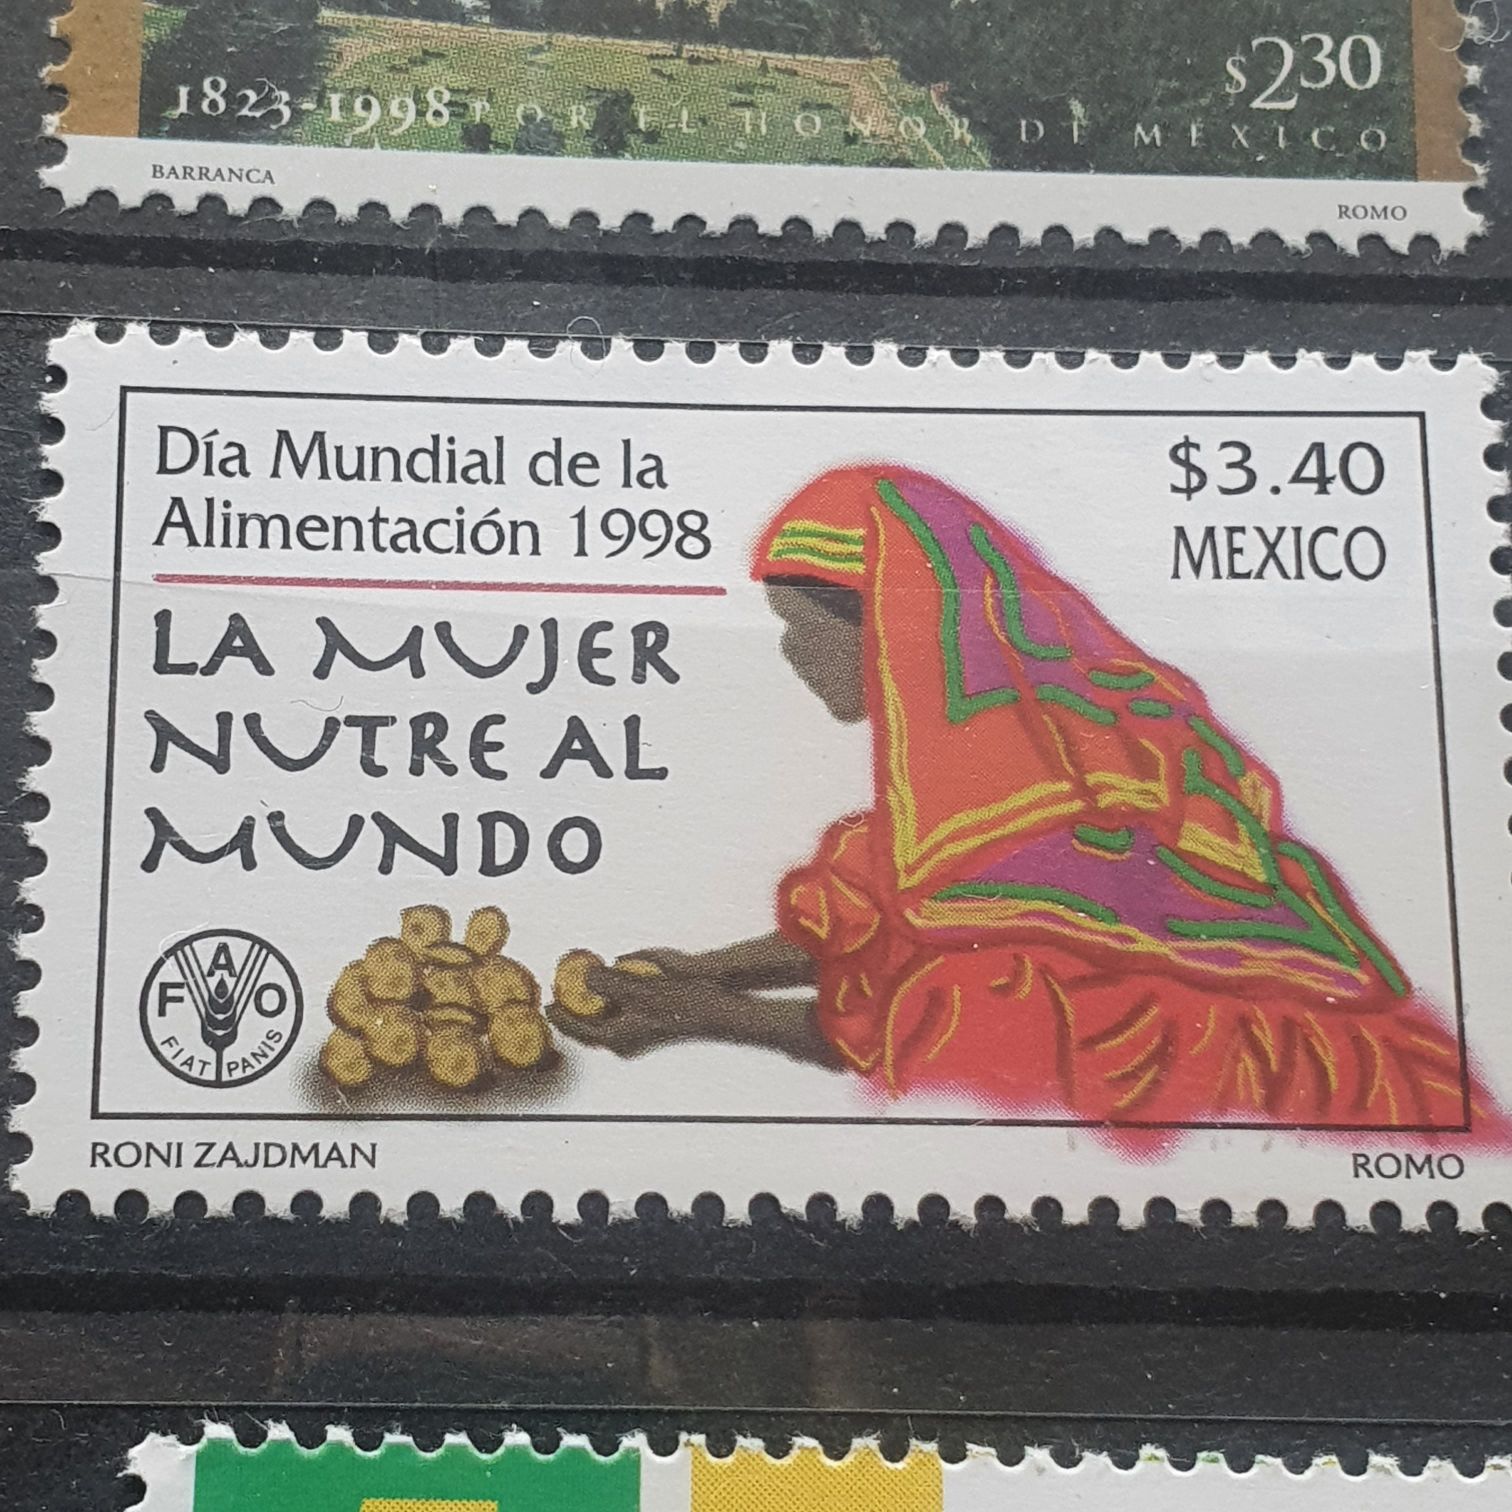 $2.30
1823-1998 POR EL HONOR DE MEXICO
BARRANCA
ROMO
Día Mundial de la
Alimentación 1998
$3.40
MEXICO
LA MUJER
NUTRE AL
MUNDO
F A O
FIAT PANIS
RONI ZAJDMAN
ROMO